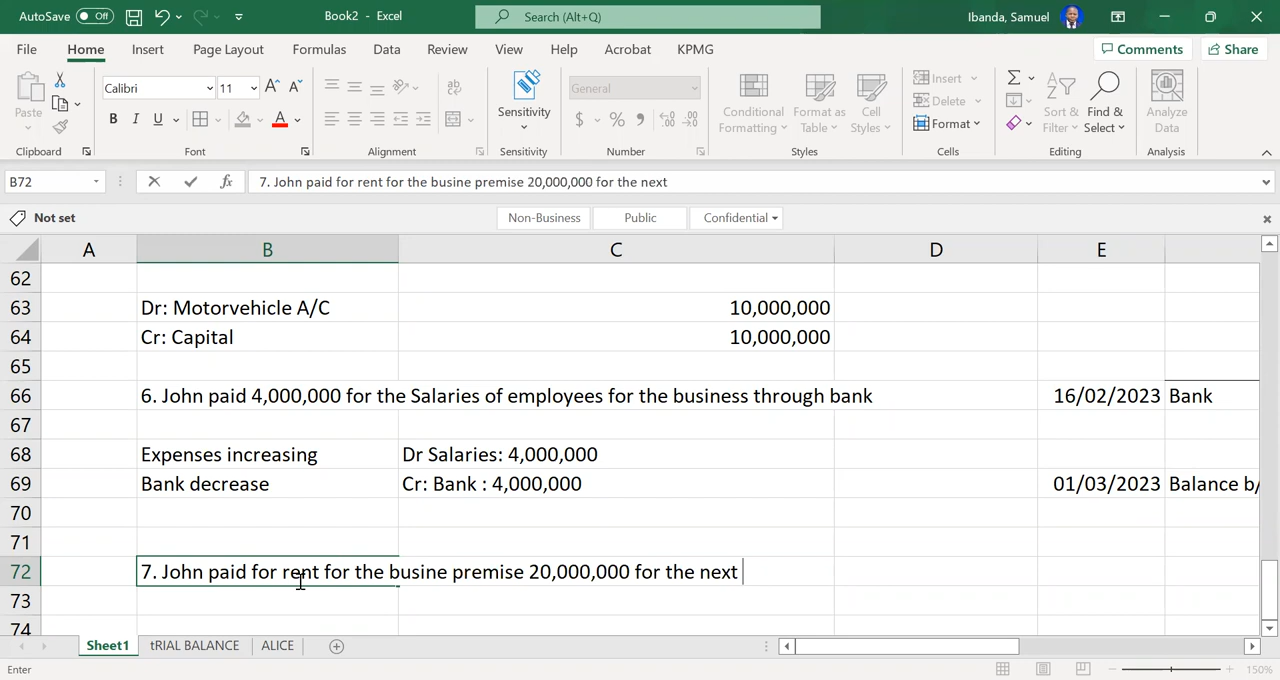 AutoSave Off Book2 - Excel Search (Alt+Q) Ibanda, Samuel
File Home Insert Page Layout Formulas Data Review View Help Acrobat KPMG Comments Share
Calibri 11 General
Paste Sensitivity Conditional Formatting Format as Table Cell Styles Insert Delete Format Sort & Filter Find & Select Analyze Data
Clipboard Font Alignment Sensitivity Number Styles Cells Editing Analysis
B72 fx 7. John paid for rent for the busine premise 20,000,000 for the next
Not set Non-Business Public Confidential
A B C D E
62
63 Dr: Motorvehicle A/C 10,000,000
64 Cr: Capital 10,000,000
65
66 6. John paid 4,000,000 for the Salaries of employees for the business through bank 16/02/2023 Bank
67
68 Expenses increasing Dr Salaries: 4,000,000
69 Bank decrease Cr: Bank : 4,000,000 01/03/2023 Balance b/
70
71
72 7. John paid for rent for the busine premise 20,000,000 for the next
73
74
Sheet1 tRIAL BALANCE ALICE
Enter 150%